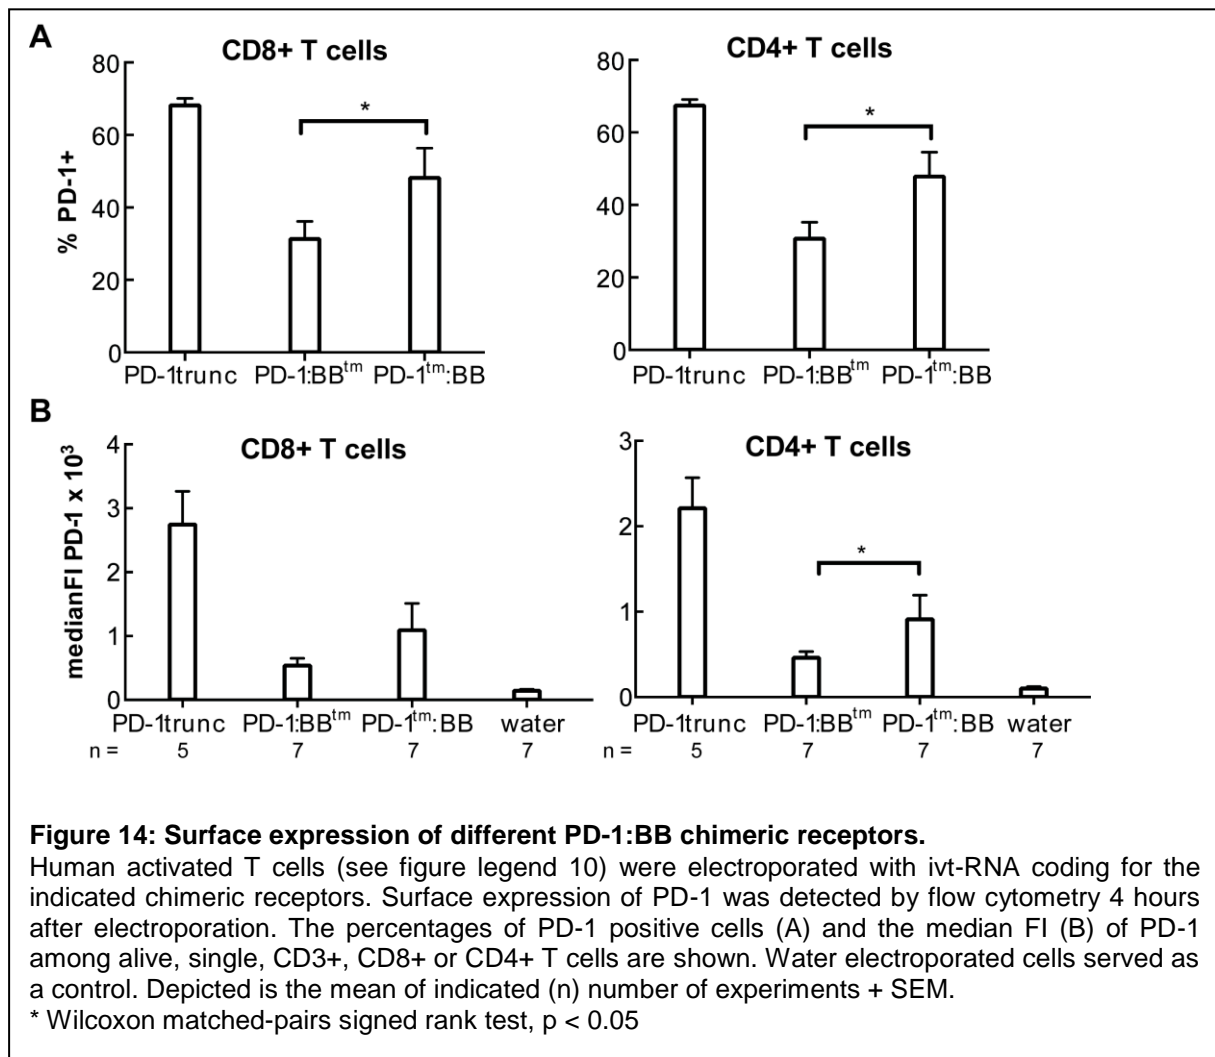 A
CD8+ T cells
CD4+ T cells
% PD-1+
80
60
40
20
0
*
PD-1trunc PD-1:BBᵗᵐ PD-1ᵗᵐ:BB
80
60
40
20
0
*
PD-1trunc PD-1:BBᵗᵐ PD-1ᵗᵐ:BB
B
CD8+ T cells
CD4+ T cells
medianFI PD-1 x 10³
4
3
2
1
0
PD-1trunc PD-1:BBᵗᵐ PD-1ᵗᵐ:BB water
n = 5 7 7 7
3
2
1
0
*
PD-1trunc PD-1:BBᵗᵐ PD-1ᵗᵐ:BB water
n = 5 7 7 7
Figure 14: Surface expression of different PD-1:BB chimeric receptors.
Human activated T cells (see figure legend 10) were electroporated with ivt-RNA coding for the
indicated chimeric receptors. Surface expression of PD-1 was detected by flow cytometry 4 hours
after electroporation. The percentages of PD-1 positive cells (A) and the median FI (B) of PD-1
among alive, single, CD3+, CD8+ or CD4+ T cells are shown. Water electroporated cells served as
a control. Depicted is the mean of indicated (n) number of experiments + SEM.
* Wilcoxon matched-pairs signed rank test, p < 0.05